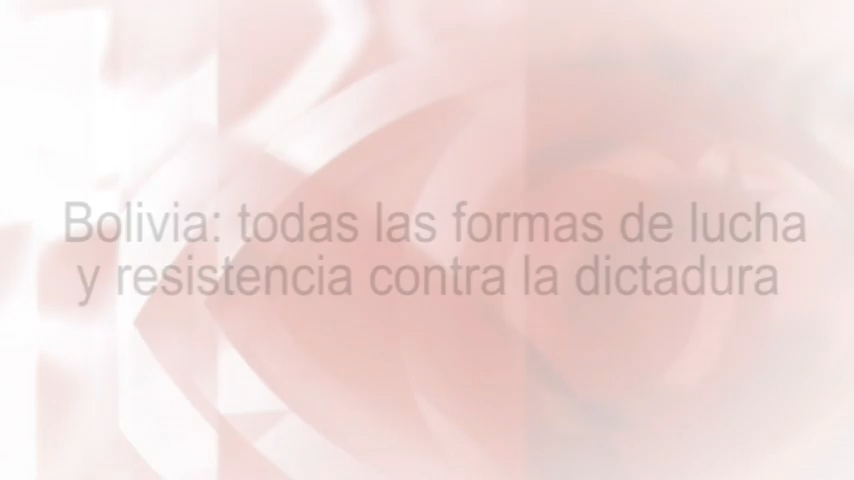 Bolivia: todas las formas de lucha
y resistencia contra la dictadura